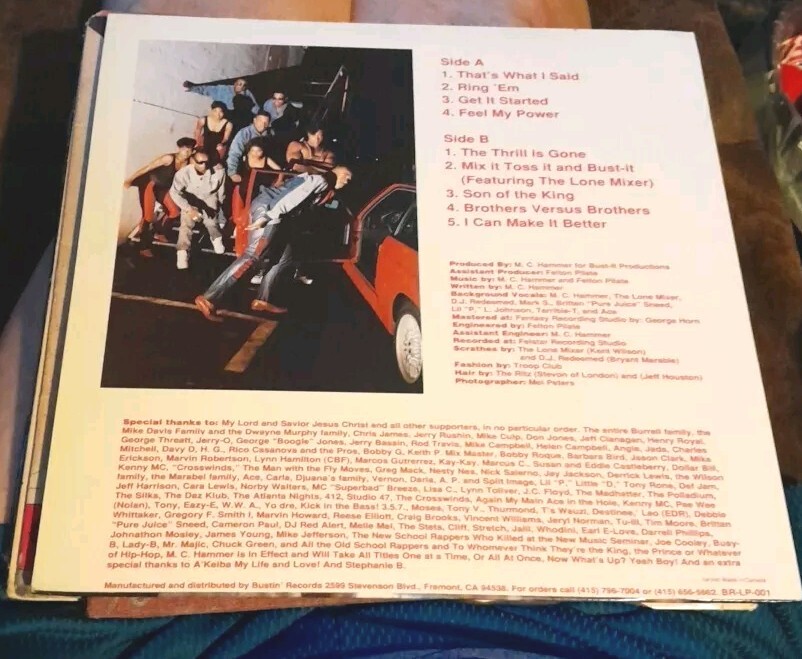 Side A
1. That's What I Said
2. Ring 'Em
3. Get It Started
4. Feel My Power
Side B
1. The Thrill Is Gone
2. Mix it Toss it and Bust-it
(Featuring The Lone Mixer)
3. Son of the King
4. Brothers Versus Brothers
5. I Can Make It Better
Produced By: M. C. Hammer for Bust-It Productions
Assistant Producer: Felton Pilate
Music by: M. C. Hammer and Felton Pilate
Written by: M. C. Hammer
Background Vocals: M. C. Hammer, The Lone Mixer,
D.J. Redeemed, Mark S., Britten "Pure Juice" Sneed,
Lil "P," L. Johnson, Terrible-T, and Ace
Mastered at: Fantasy Recording Studio by: George Horn
Engineered by: Felton Pilate
Assistant Engineer: M. C. Hammer
Recorded at: Felstar Recording Studio
Scrathes by: The Lone Mixer (Kent Wilson)
and D.J. Redeemed (Bryant Marable)
Fashion by: Troop Club
Hair by: The Ritz (Stevon of London) and (Jeff Houston)
Photographer: Mel Peters
Special thanks to: My Lord and Savior Jesus Christ and all other supporters, in no particular order. The entire Burrell family, the
Mike Davis Family and the Dwayne Murphy family, Chris James, Jerry Rushin, Mike Culp, Don Jones, Jeff Clanagan, Henry Royal,
George Threatt, Jerry-O, George "Boogie" Jones, Jerry Bassin, Rod Travis, Mike Campbell, Helen Campbell, Angie, Jada, Charles
Mitchell, Davy D, H. G., Rico Casanova and the Pros, Bobby G, Keith P. Mix Master, Bobby Roque, Barbara Bird, Jason Clark, Mika
Erickson, Marvin Robertson, Lynn Hamilton (CBF), Marcos Gutrerrez, Kay-Kay, Marcus C., Susan and Eddie Castleberry, Dollar Bill,
Kenny MC, "Crosswinds," The Man with the Fly Moves, Greg Mack, Nesty Nes, Nick Salerno, Jay Jackson, Derrick Lewis, the Wilson
family, the Marabel family, Ace, Carla, Djuana's family, Vernon, Darla, A. P. and Split Image, Lil "P," Little "D," Tony Rone, Def Jam,
Jeff Harrison, Cara Lewis, Norby Walters, MC "Superbad" Breeze, Lisa C., Lynn Tolliver, J.C. Floyd, The Madhatter, The Palladium,
The Silks, The Daz Klub, The Atlanta Nights, 412, Studio 47, The Crosswinds, Again My Main Ace in the Hole, Kenny MC, Pee Wee
(Nolan), Tony, Eazy-E, W.W. A., Yo dre, Kick in the Bass! 3.5.7., Moses, Tony V., Thurmond, T's Wauzi, Destinee, Leo (EDR), Debbie
Whittaker, Gregory F. Smith I, Marvin Howard, Reese Elliott, Craig Brooks, Vincent Williams, Jeryl Norman, Tu-III, Tim Moore, Brittan
"Pure Juice" Sneed, Cameron Paul, DJ Red Alert, Melle Mel, The Stets, Cliff, Stretch, Jalil, Whodini, Earl E-Love, Darrell Phillips,
Johnathon Mosley, James Young, Mike Jefferson, The New School Rappers Who Killed at the New Music Seminar, Joe Cooley, Busy-
B, Lady-B, Mr. Majic, Chuck Green, and All the Old School Rappers and To Whomever Think They're the King, the Prince or Whatever
of Hip-Hop, M. C. Hammer Is In Effect and Will Take All Titles One at a Time, Or All At Once, Now What's Up? Yeah Boy! And an extra
special thanks to A'Keiba My Life and Love! And Stephanie B.
Manufactured and distributed by Bustin' Records 2599 Stevenson Blvd., Fremont, CA 94538. For orders call (415) 796-7004 or (415) 656-5662. BR-LP-001